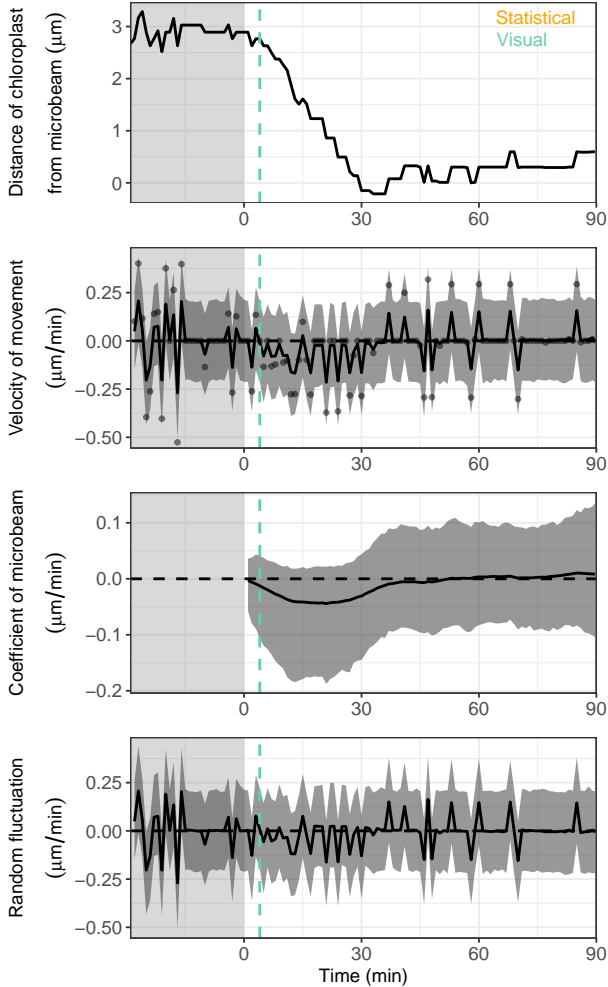 Distance of chloroplast
from microbeam (μm)
3
2
1
0
Statistical
Visual
0
30
60
90
Velocity of movement
(μm/min)
0.25
0.00
−0.25
−0.50
0
30
60
90
Coefficient of microbeam
(μm/min)
0.1
0.0
−0.1
−0.2
0
30
60
90
Random fluctuation
(μm/min)
0.25
0.00
−0.25
−0.50
0
30
60
90
Time (min)